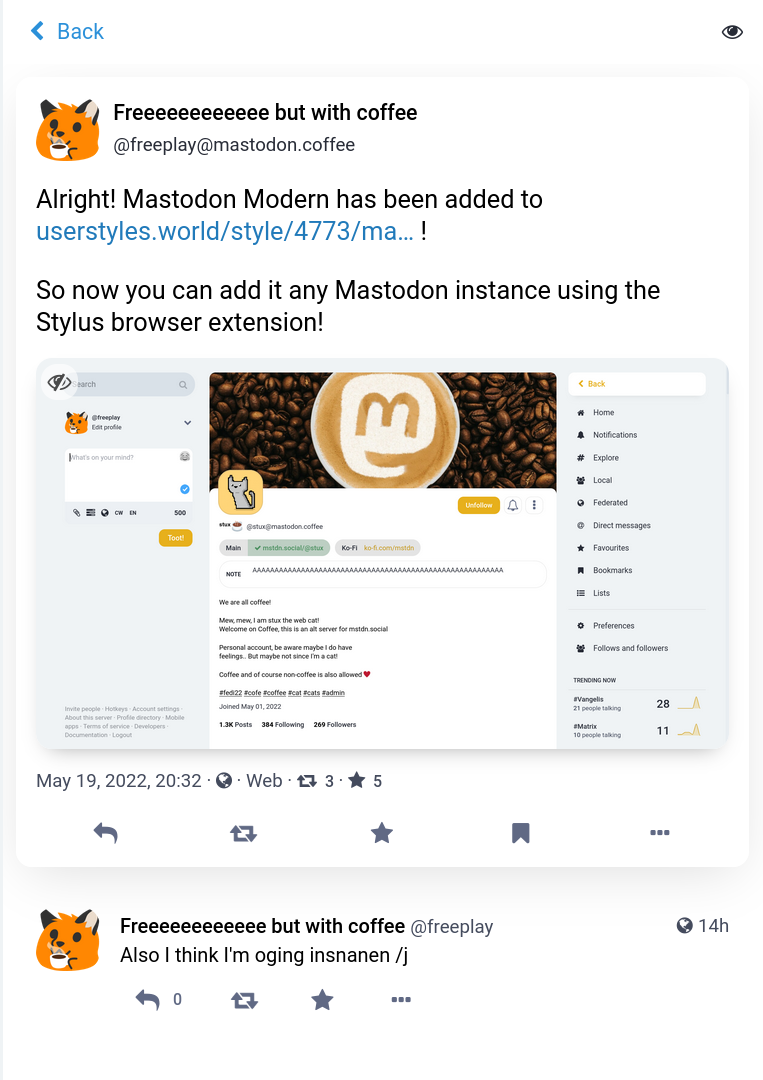 Back
Freeeeeeeeeeee but with coffee
@freeplay@mastodon.coffee
Alright! Mastodon Modern has been added to
userstyles.world/style/4773/ma… !
So now you can add it any Mastodon instance using the
Stylus browser extension!
Search
@freeplay
Edit profile
What's on your mind?
CW EN 500
Toot!
Unfollow
stux @stux@mastodon.coffee
Main mstdn.social/@stux Ko-Fi ko-fi.com/mstdn
NOTE
We are all coffee!
Mew, mew, I am stux the web cat!
Welcome on Coffee, this is an alt server for mstdn.social
Personal account, be aware maybe I do have
feelings.. But maybe not since I'm a cat!
Coffee and of course non-coffee is also allowed ❤️
#fedi22 #cofe #coffee #cat #cats #admin
Joined May 01, 2022
1.3K Posts 384 Following 269 Followers
Invite people · Hotkeys · Account settings ·
About this server · Profile directory · Mobile
apps · Terms of service · Developers ·
Documentation · Logout
Back
Home
Notifications
Explore
Local
Federated
Direct messages
Favourites
Bookmarks
Lists
Preferences
Follows and followers
TRENDING NOW
#Vangelis
21 people talking 28
#Matrix
10 people talking 11
May 19, 2022, 20:32 · Web · 3 · 5
Freeeeeeeeeeee but with coffee @freeplay 14h
Also I think I'm oging insnanen /j
0